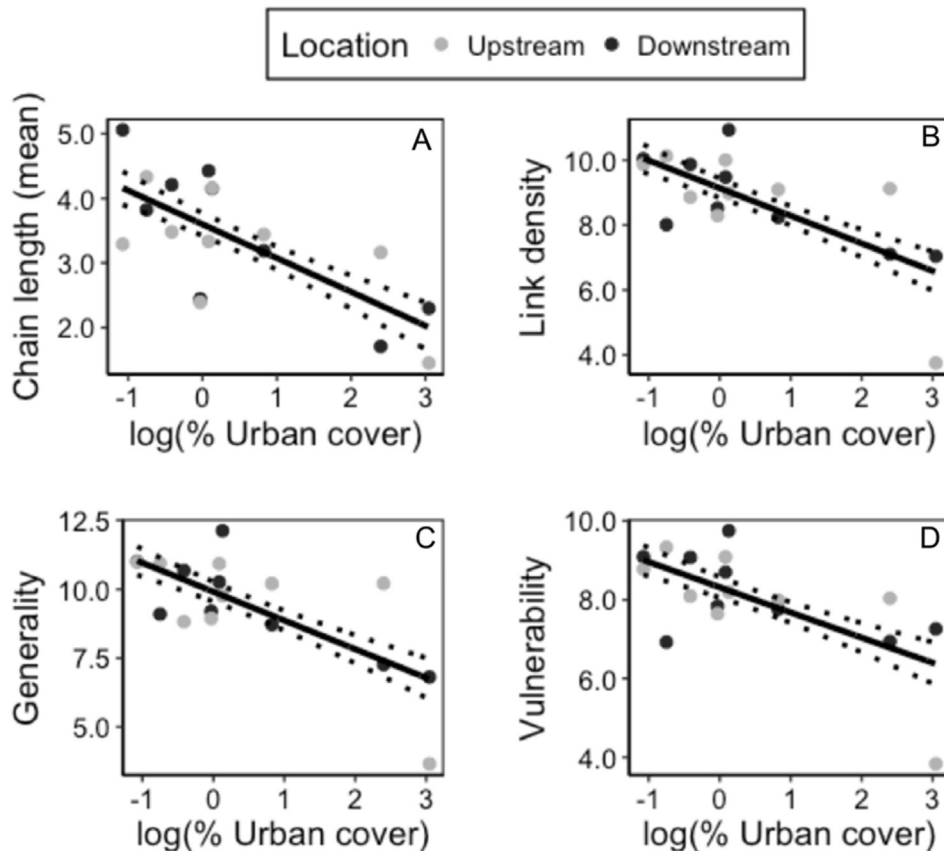 Location Upstream Downstream
A
Chain length (mean)
5.0
4.0
3.0
2.0
-1 0 1 2 3
log(% Urban cover)
B
Link density
10.0
8.0
6.0
4.0
-1 0 1 2 3
log(% Urban cover)
C
Generality
12.5
10.0
7.5
5.0
-1 0 1 2 3
log(% Urban cover)
D
Vulnerability
10.0
8.0
6.0
4.0
-1 0 1 2 3
log(% Urban cover)